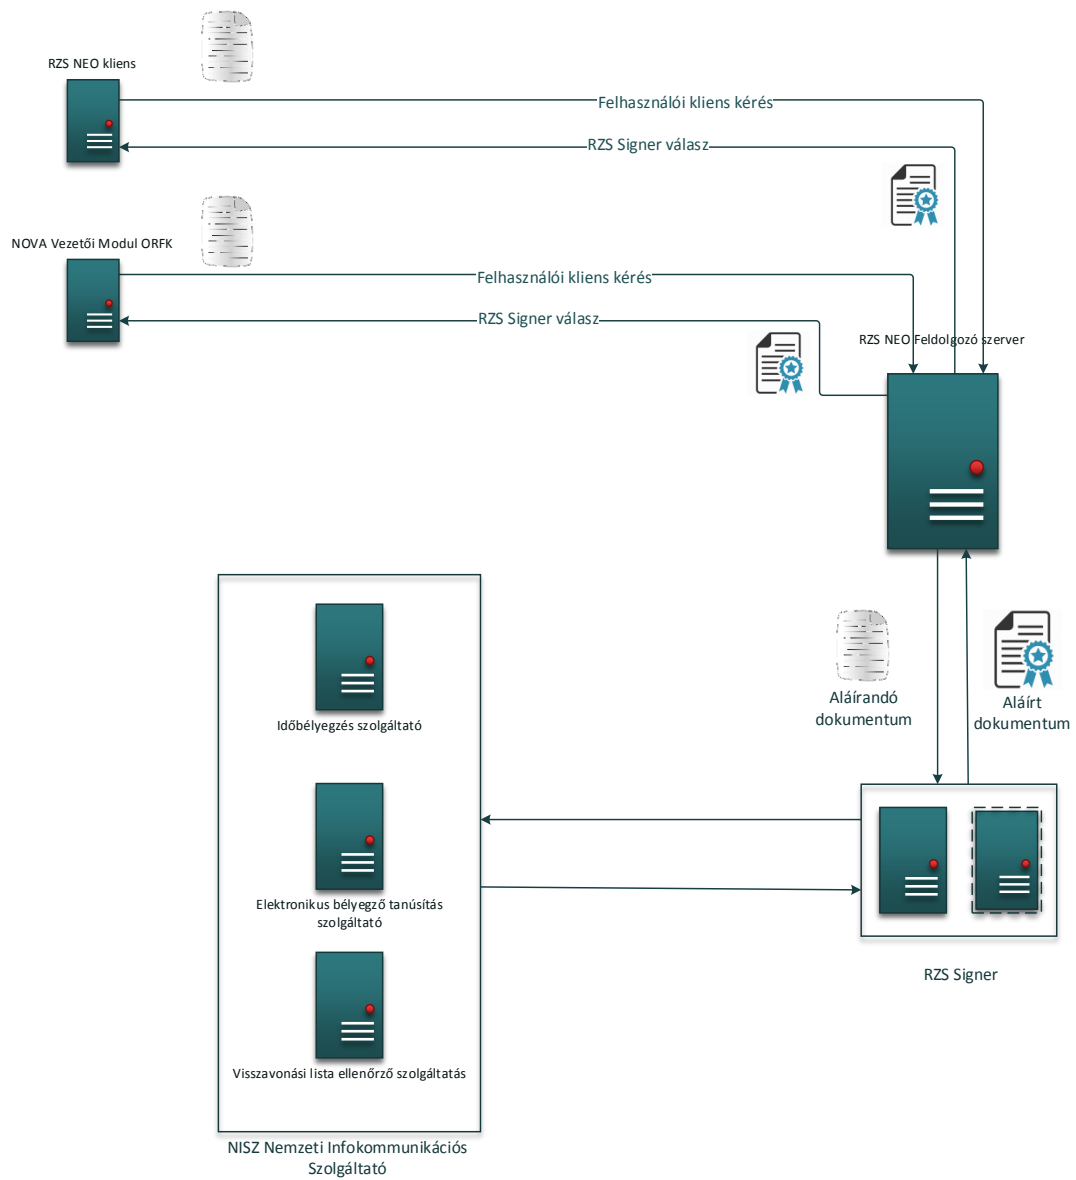 RZS NEO kliens
Felhasználói kliens kérés
RZS Signer válasz
NOVA Vezetői Modul ORFK
Felhasználói kliens kérés
RZS Signer válasz
RZS NEO Feldolgozó szerver
Aláírandó
dokumentum
Aláírt
dokumentum
Időbélyegzés szolgáltató
Elektronikus bélyegző tanúsítás
szolgáltató
RZS Signer
Visszavonási lista ellenőrző szolgáltatás
NISZ Nemzeti Infokommunikációs
Szolgáltató